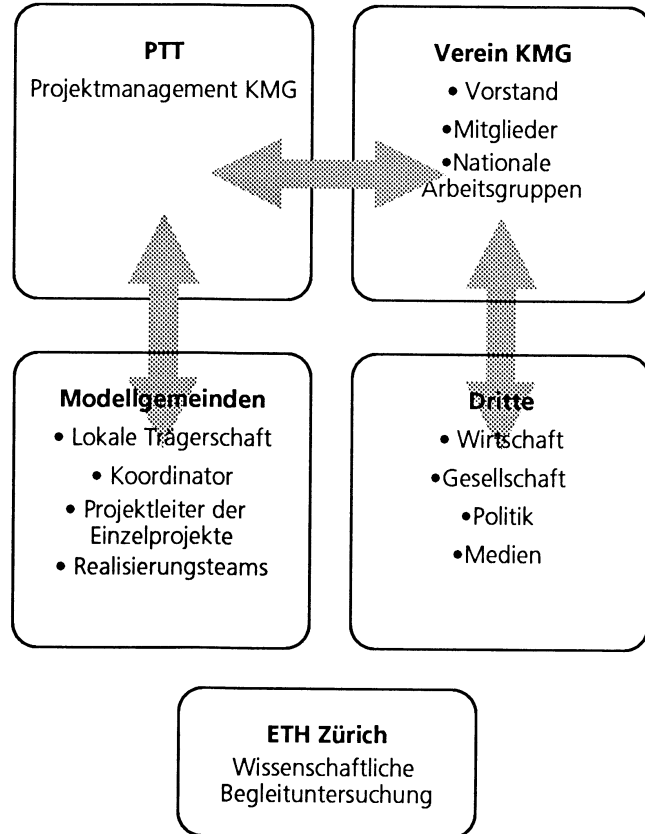 PTT
Projektmanagement KMG
Verein KMG
• Vorstand
•Mitglieder
•Nationale
Arbeitsgruppen
Modellgemeinden
• Lokale Trägerschaft
• Koordinator
• Projektleiter der
Einzelprojekte
• Realisierungsteams
Dritte
• Wirtschaft
•Gesellschaft
•Politik
•Medien
ETH Zürich
Wissenschaftliche
Begleituntersuchung